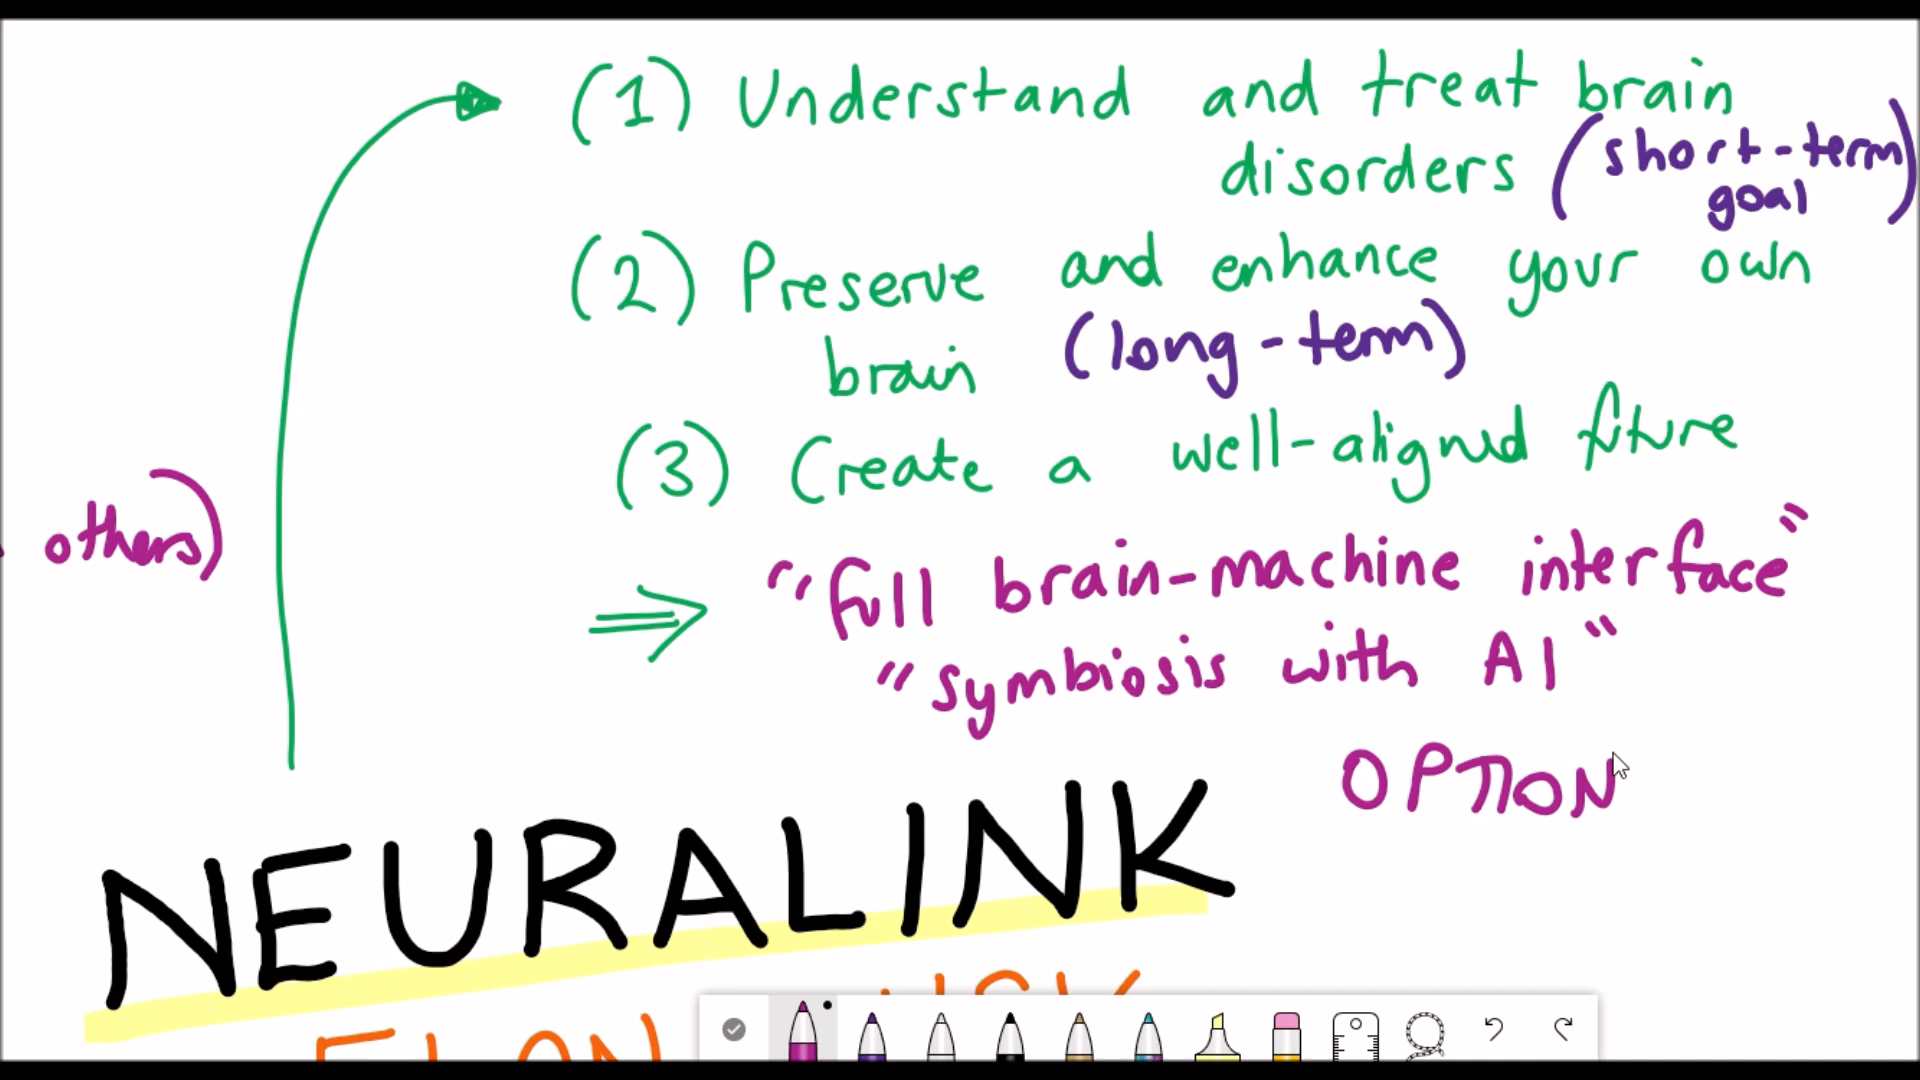 (1) Understand and treat brain
disorders (short-term
goal)
(2) Preserve and enhance your own
brain (long-term)
(3) Create a well-aligned future
others)
⇒ "full brain-machine interface"
"symbiosis with AI"
OPTION
NEURALINK
ELON